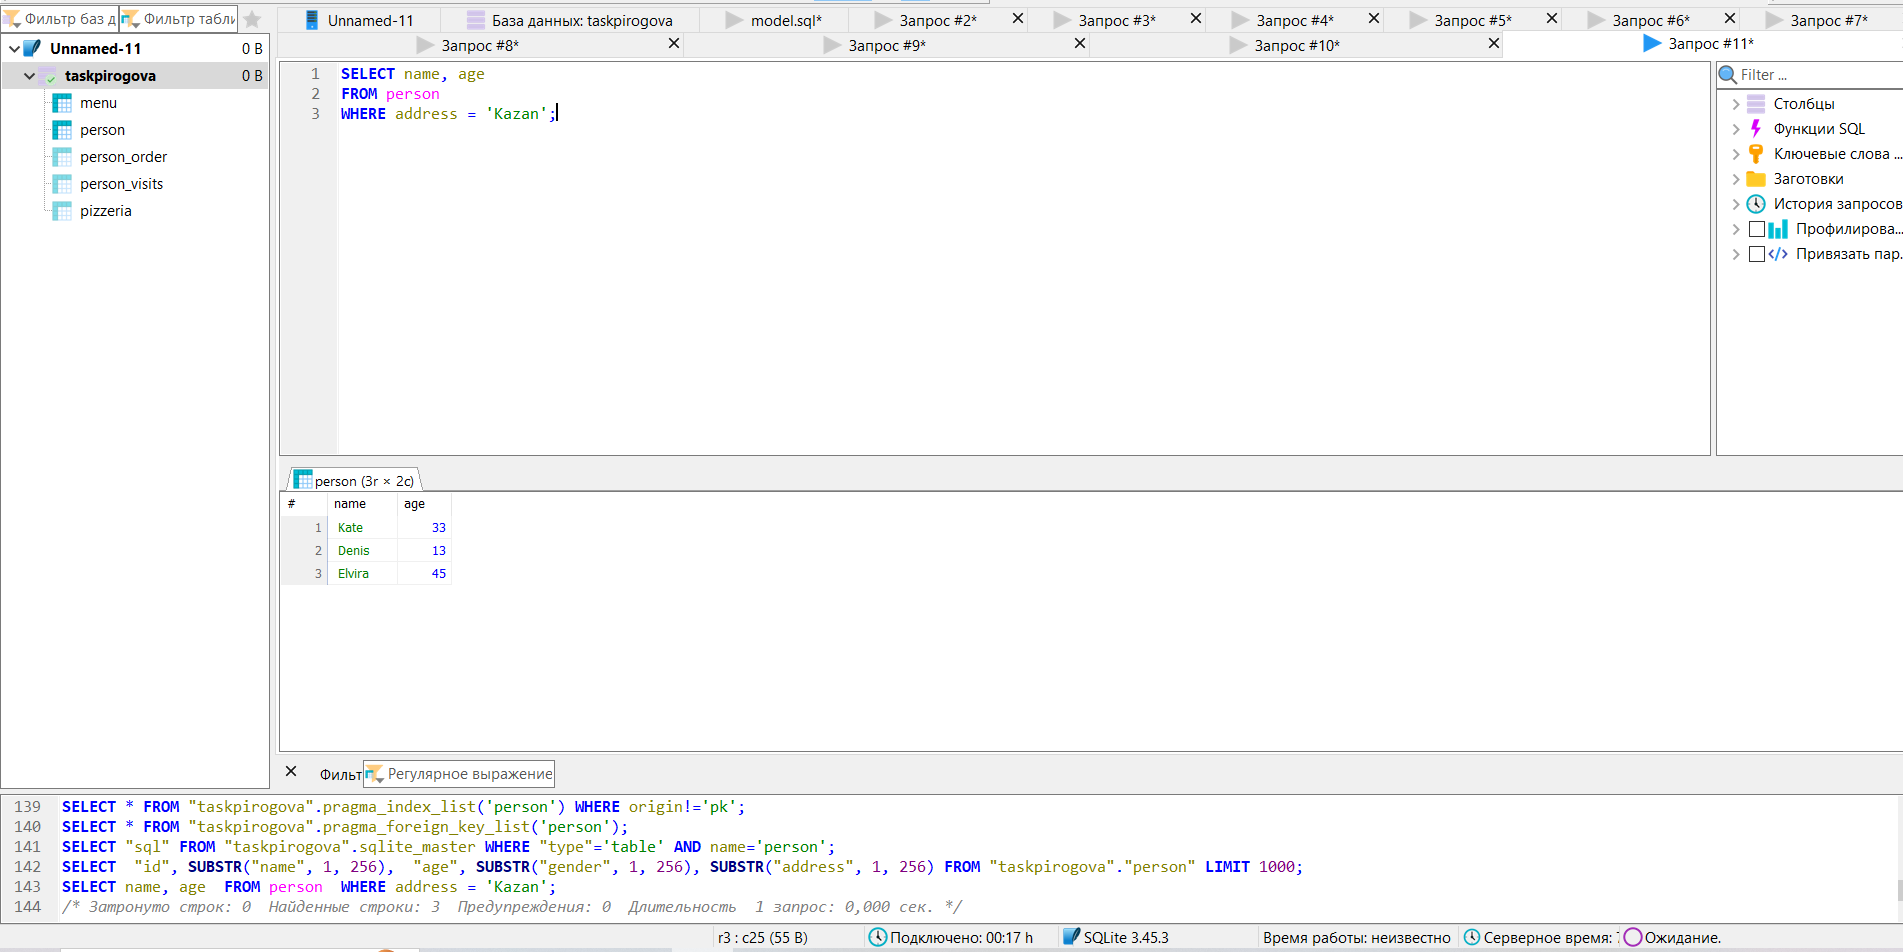 Фильтр баз д
Фильтр табли
Unnamed-11 0 B
taskpirogova 0 B
menu
person
person_order
person_visits
pizzeria
Unnamed-11
База данных: taskpirogova
model.sql*
Запрос #2*
Запрос #3*
Запрос #4*
Запрос #5*
Запрос #6*
Запрос #7*
Запрос #8*
Запрос #9*
Запрос #10*
Запрос #11*
1 SELECT name, age
2 FROM person
3 WHERE address = 'Kazan';
Filter ...
Столбцы
Функции SQL
Ключевые слова ...
Заготовки
История запросов
Профилирова...
Привязать пар.
person (3r × 2c)
# name age
1 Kate 33
2 Denis 13
3 Elvira 45
Фильт
Регулярное выражение
139 SELECT * FROM "taskpirogova".pragma_index_list('person') WHERE origin!='pk';
140 SELECT * FROM "taskpirogova".pragma_foreign_key_list('person');
141 SELECT "sql" FROM "taskpirogova".sqlite_master WHERE "type"='table' AND name='person';
142 SELECT "id", SUBSTR("name", 1, 256), "age", SUBSTR("gender", 1, 256), SUBSTR("address", 1, 256) FROM "taskpirogova"."person" LIMIT 1000;
143 SELECT name, age FROM person WHERE address = 'Kazan';
144 /* Затронуто строк: 0 Найденные строки: 3 Предупреждения: 0 Длительность 1 запрос: 0,000 сек. */
r3 : c25 (55 B)
Подключено: 00:17 h
SQLite 3.45.3
Время работы: неизвестно
Серверное время:
Ожидание.